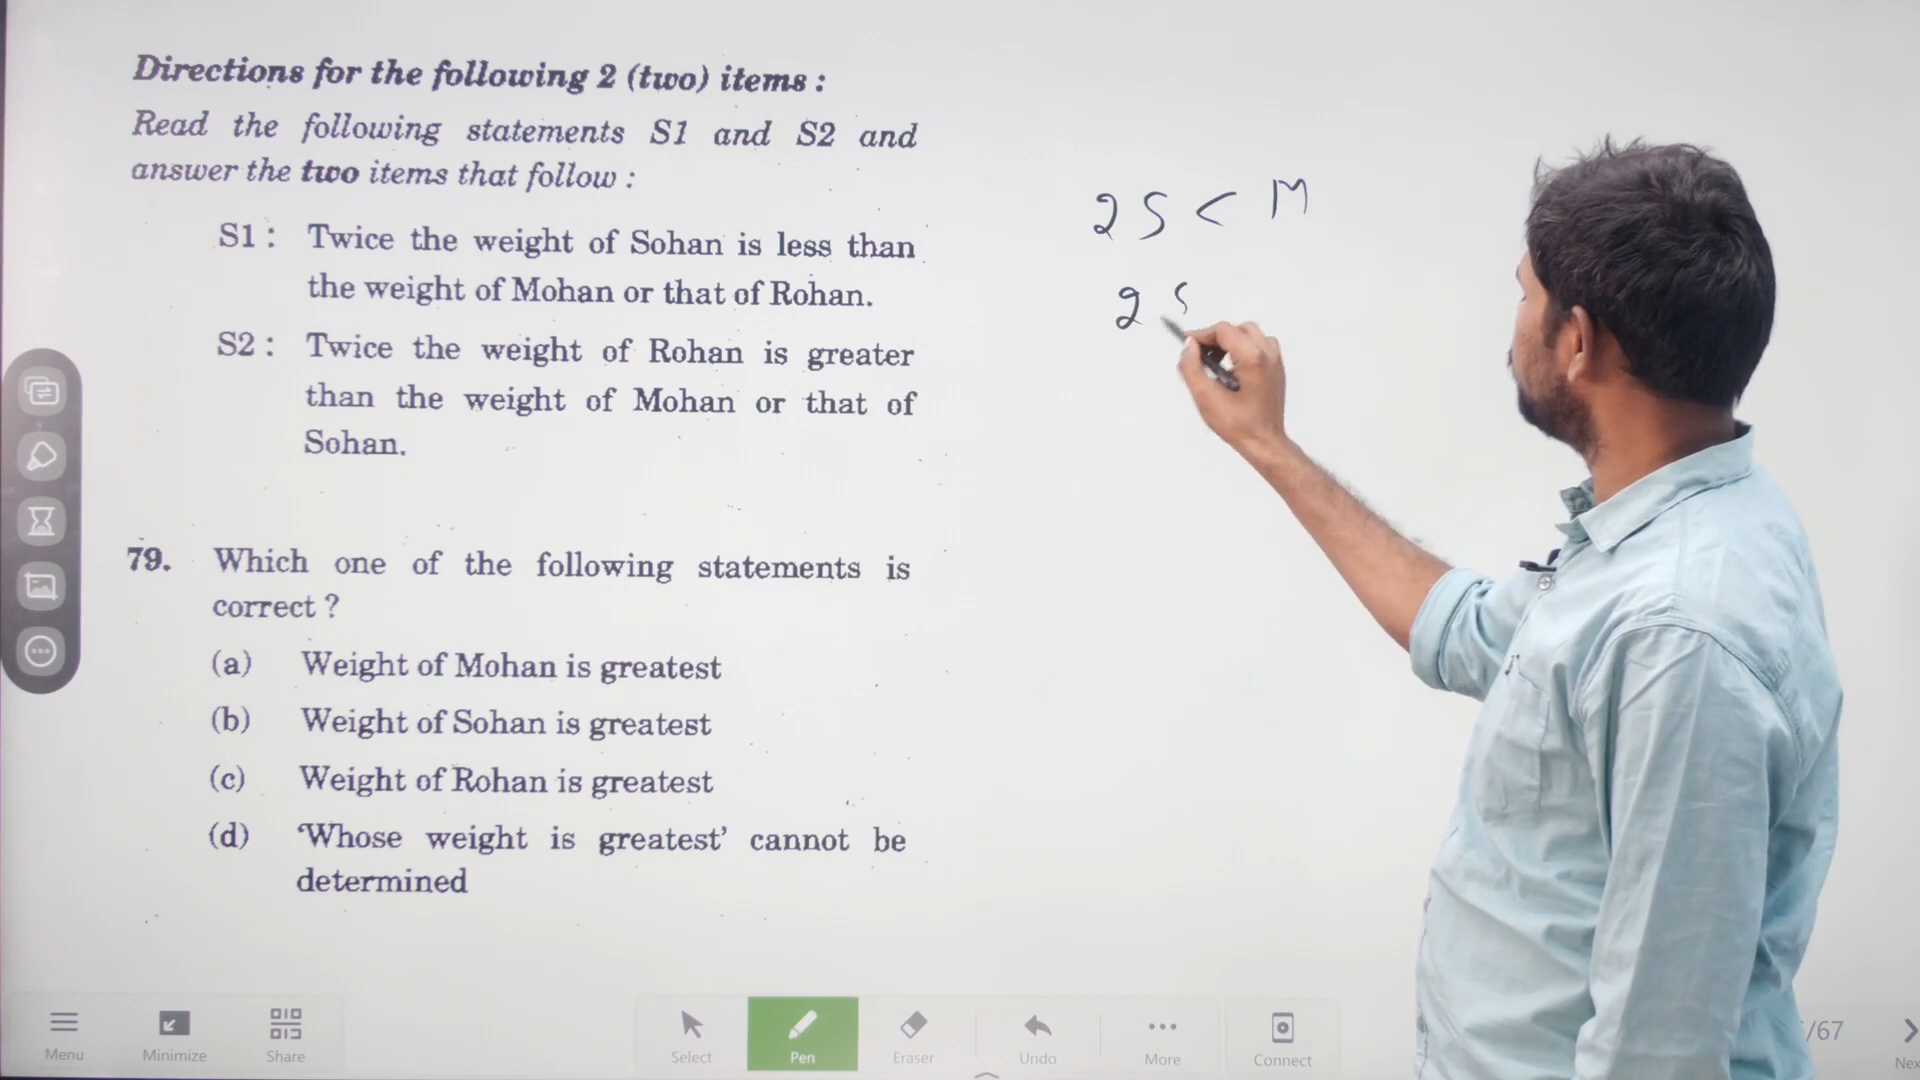 Directions for the following 2 (two) items :
Read the following statements S1 and S2 and
answer the two items that follow :
S1 : Twice the weight of Sohan is less than
the weight of Mohan or that of Rohan.
S2 : Twice the weight of Rohan is greater
than the weight of Mohan or that of
Sohan.
79. Which one of the following statements is
correct ?
(a) Weight of Mohan is greatest
(b) Weight of Sohan is greatest
(c) Weight of Rohan is greatest
(d) 'Whose weight is greatest' cannot be
determined
2S < M
2S
Menu
Minimize
Share
Select
Pen
Eraser
Undo
More
Connect
/67